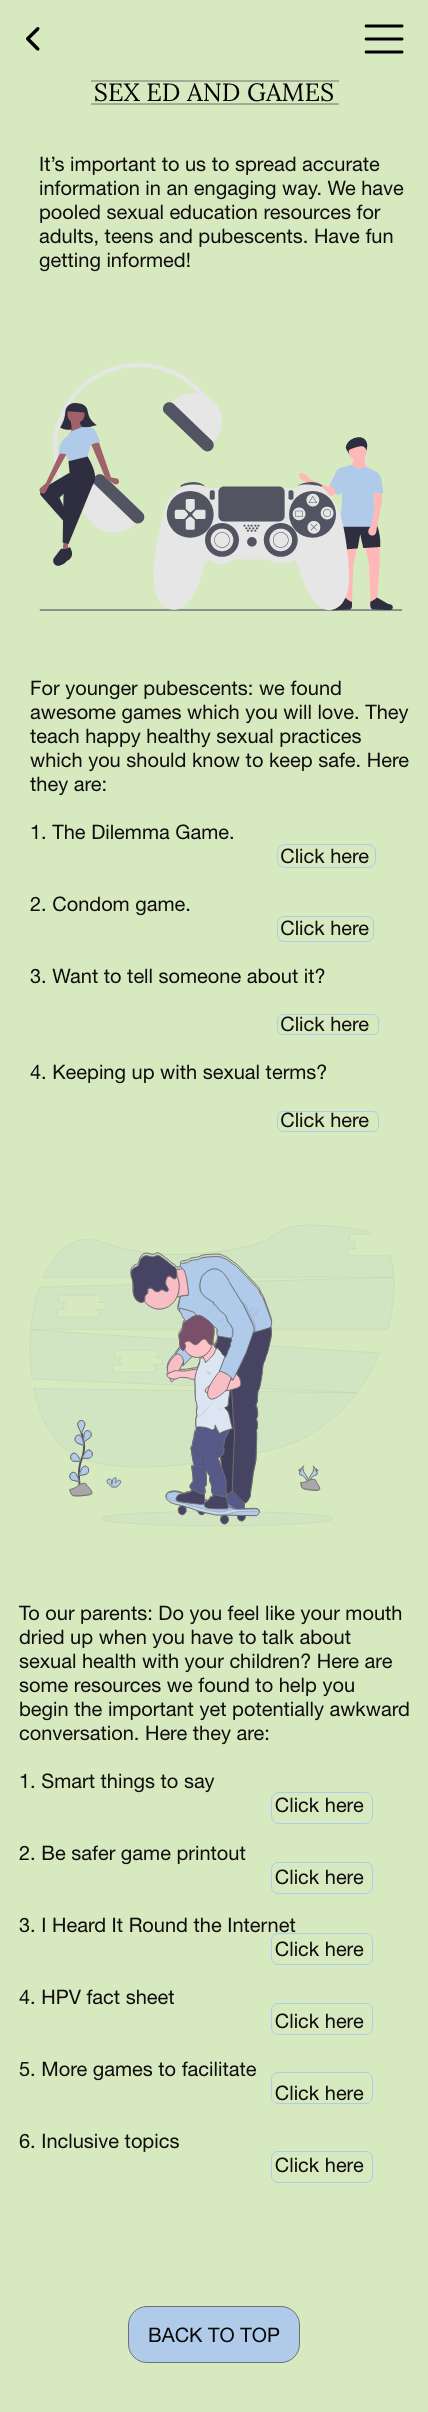 SEX ED AND GAMES
It’s important to us to spread accurate
information in an engaging way. We have
pooled sexual education resources for
adults, teens and pubescents. Have fun
getting informed!
For younger pubescents: we found
awesome games which you will love. They
teach happy healthy sexual practices
which you should know to keep safe. Here
they are:
1. The Dilemma Game.
Click here
2. Condom game.
Click here
3. Want to tell someone about it?
Click here
4. Keeping up with sexual terms?
Click here
To our parents: Do you feel like your mouth
dried up when you have to talk about
sexual health with your children? Here are
some resources we found to help you
begin the important yet potentially awkward
conversation. Here they are:
1. Smart things to say
Click here
2. Be safer game printout
Click here
3. I Heard It Round the Internet
Click here
4. HPV fact sheet
Click here
5. More games to facilitate
Click here
6. Inclusive topics
Click here
BACK TO TOP